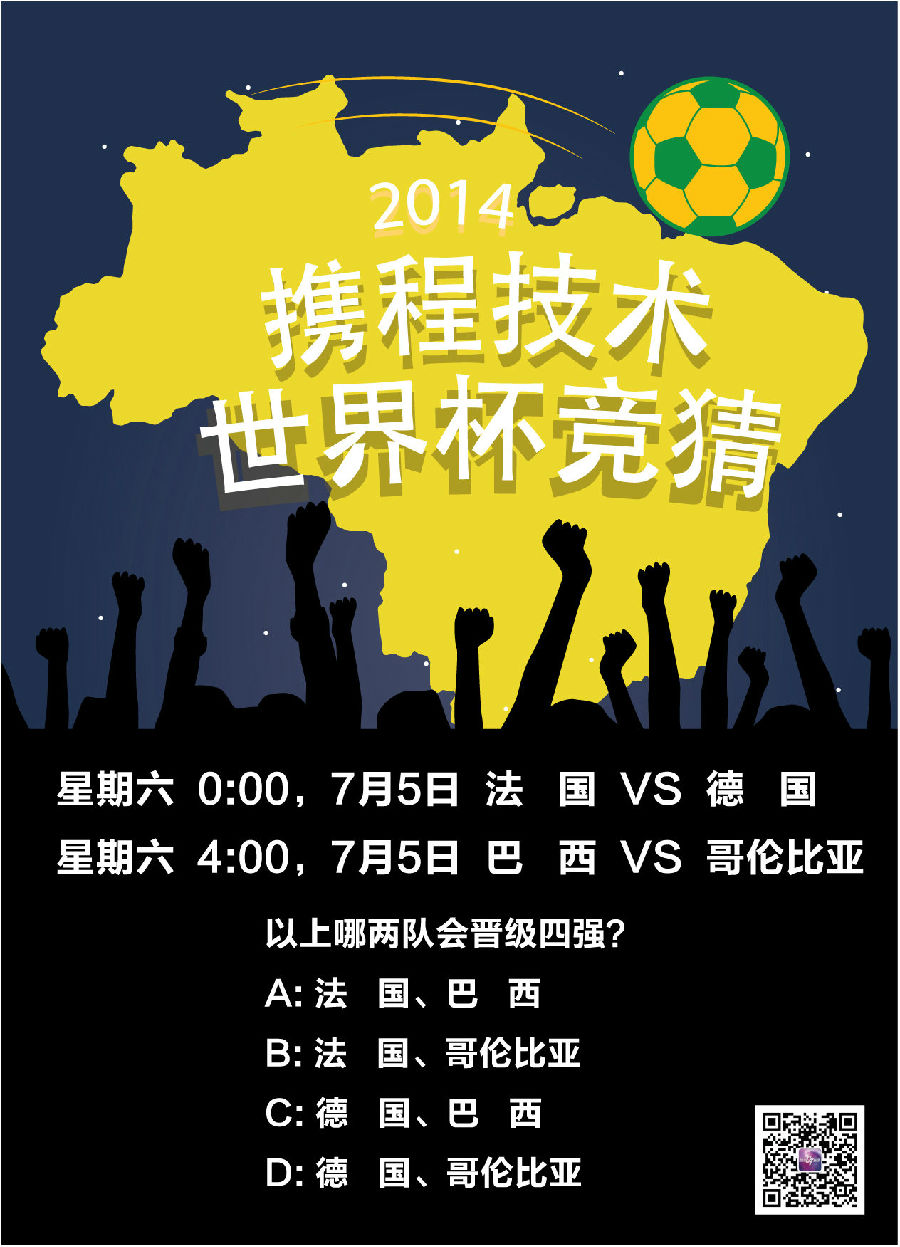 2014
携程技术
世界杯竞猜
星期六 0:00，7月5日 法 国 VS 德 国
星期六 4:00，7月5日 巴 西 VS 哥伦比亚
以上哪两队会晋级四强？
A: 法 国、巴 西
B: 法 国、哥伦比亚
C: 德 国、巴 西
D: 德 国、哥伦比亚